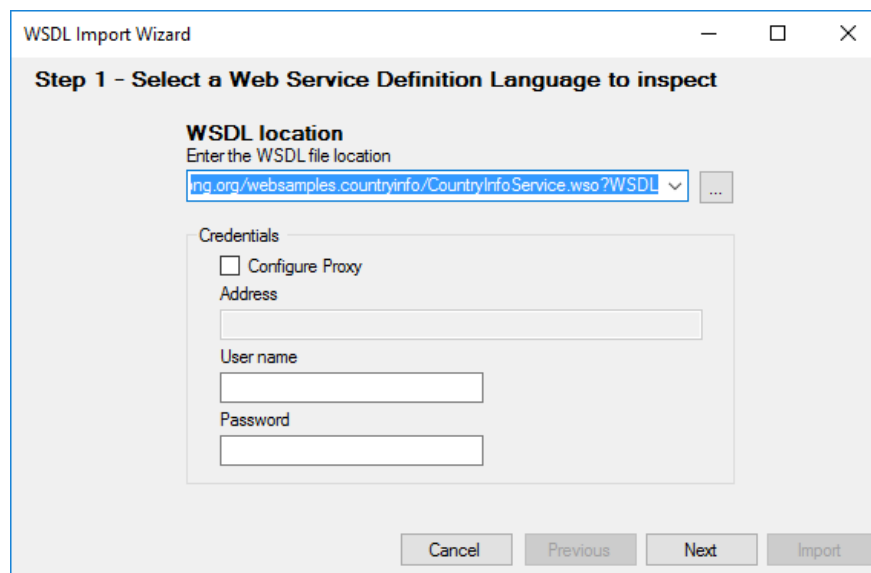 WSDL Import Wizard
Step 1 - Select a Web Service Definition Language to inspect
WSDL location
Enter the WSDL file location
ong.org/websamples.countryinfo/CountryInfoService.wso?WSDL
...
Credentials
Configure Proxy
Address
User name
Password
Cancel Previous Next Import